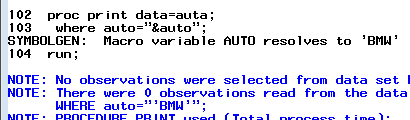 102  proc print data=auta;
103    where auto="&auto";
SYMBOLGEN:  Macro variable AUTO resolves to 'BMW'
104  run;
NOTE: No observations were selected from data set
NOTE: There were 0 observations read from the data
WHERE auto="'BMW'";
NOTE: PROCEDURE PRINT used (Total process time):